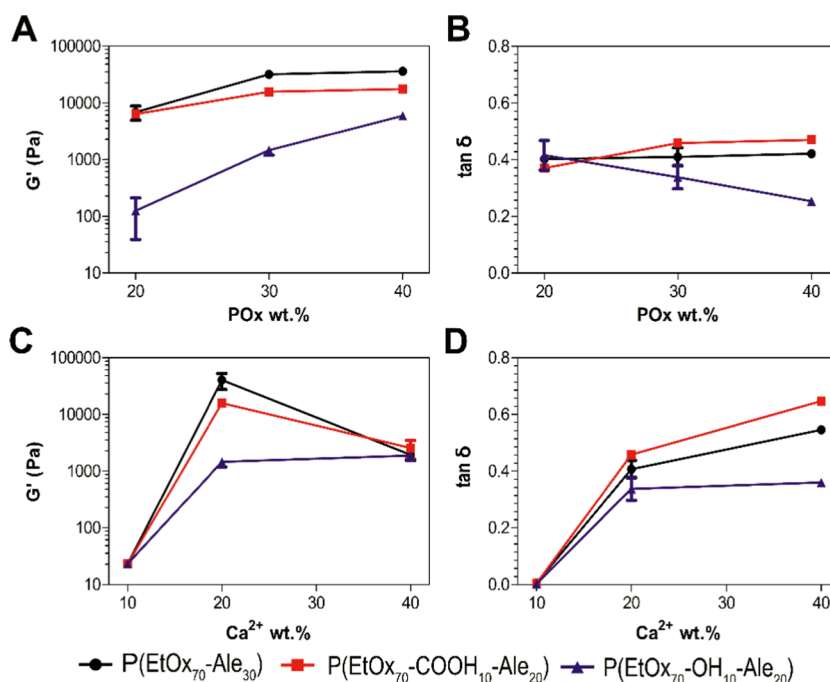 A
B
G' (Pa)
100000
10000
1000
100
10
20
30
40
POx wt.%
tan δ
0.8
0.6
0.4
0.2
0.0
20
30
40
POx wt.%
C
D
G' (Pa)
100000
10000
1000
100
10
10
20
30
40
Ca²⁺ wt.%
tan δ
0.8
0.6
0.4
0.2
0.0
10
20
30
40
Ca²⁺ wt.%
P(EtOx₇₀-Ale₃₀) P(EtOx₇₀-COOH₁₀-Ale₂₀) P(EtOx₇₀-OH₁₀-Ale₂₀)